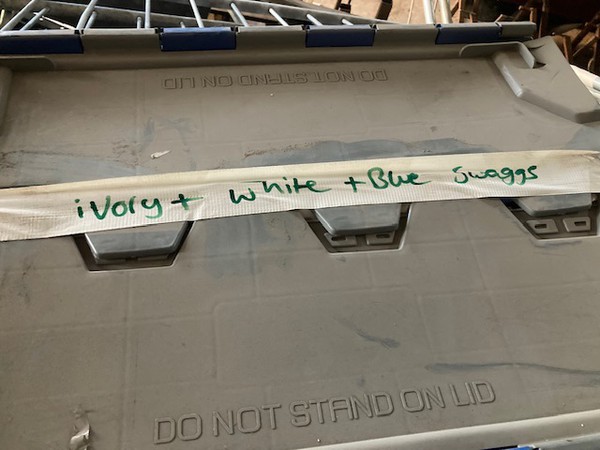 DO NOT STAND ON LID
ivory + white + Blue Swaggs
DO NOT STAND ON LID